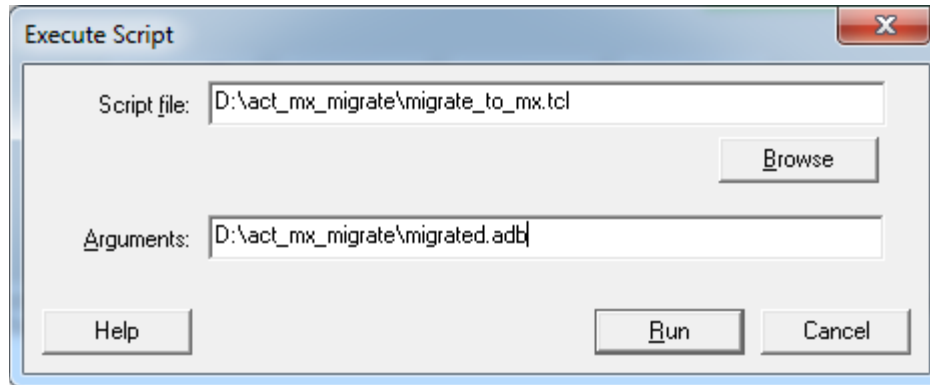 Execute Script
Script file: D:\act_mx_migrate\migrate_to_mx.tcl
Browse
Arguments: D:\act_mx_migrate\migrated.adb
Help Run Cancel